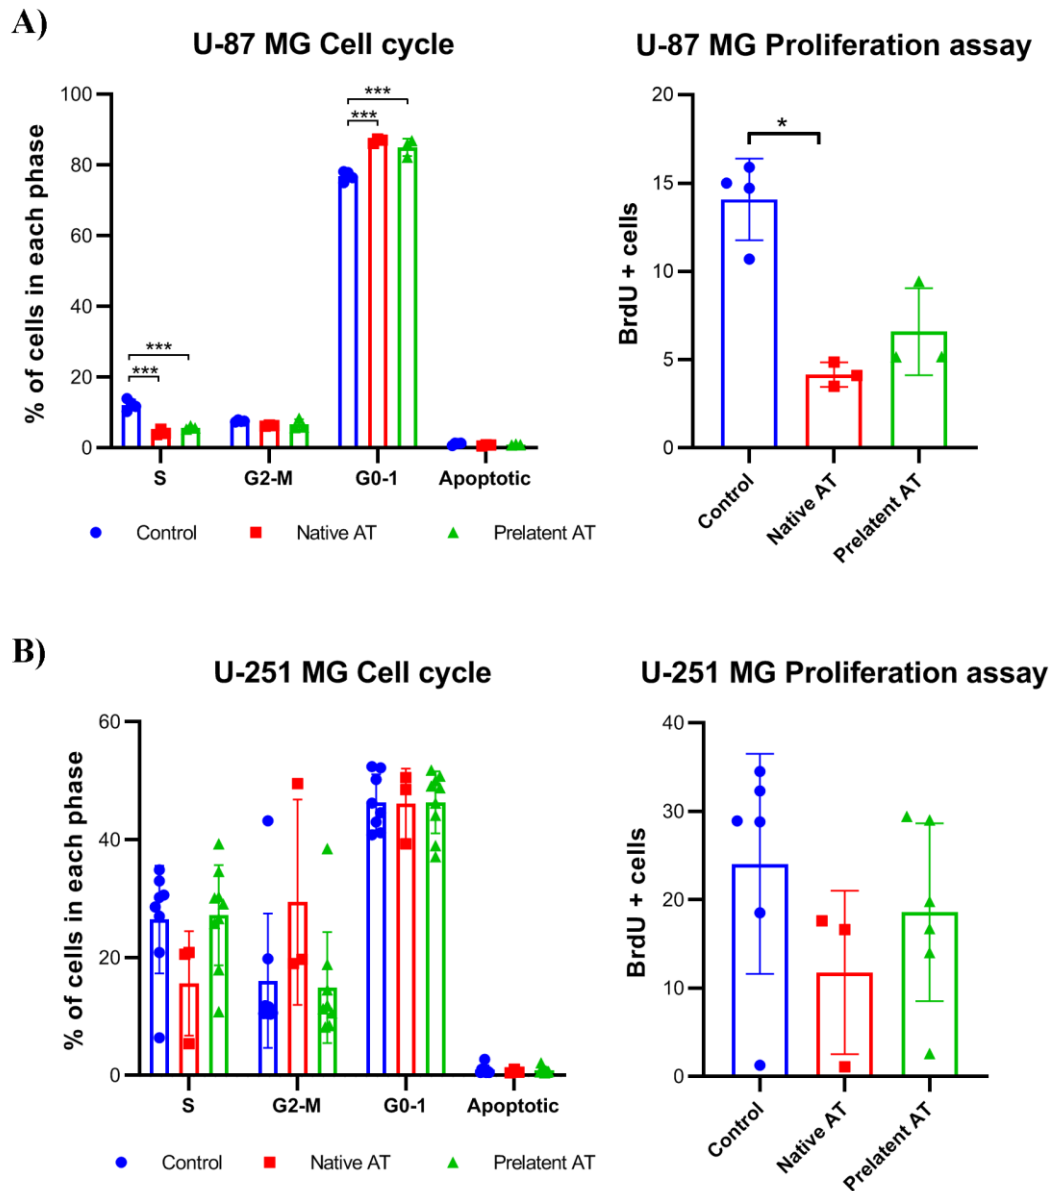 A)
U-87 MG Cell cycle
% of cells in each phase
100
80
60
40
20
0
***
***
***
***
S G2-M G0-1 Apoptotic
Control Native AT Prelatent AT
U-87 MG Proliferation assay
BrdU + cells
20
15
10
5
0
*
Control
Native AT
Prelatent AT
B)
U-251 MG Cell cycle
% of cells in each phase
60
40
20
0
S G2-M G0-1 Apoptotic
Control Native AT Prelatent AT
U-251 MG Proliferation assay
BrdU + cells
40
30
20
10
0
Control
Native AT
Prelatent AT